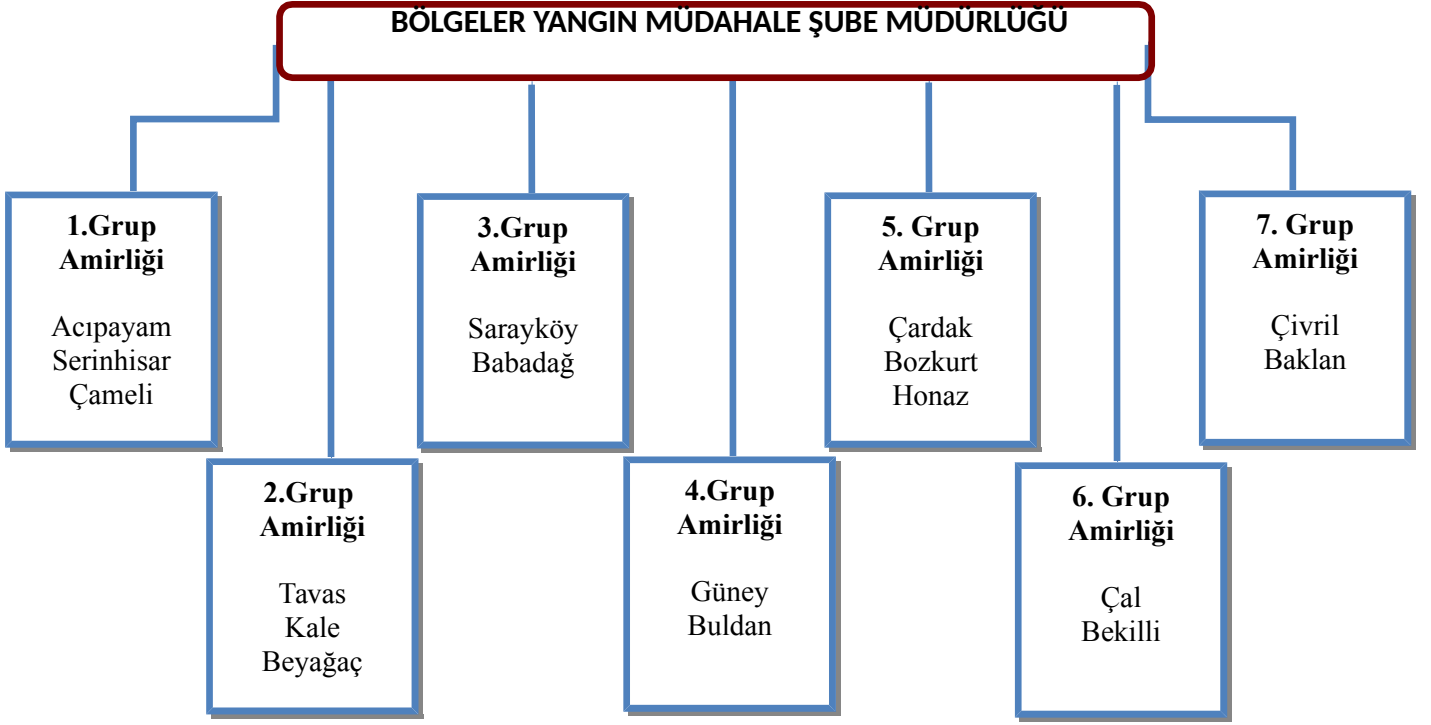 BÖLGELER YANGIN MÜDAHALE ŞUBE MÜDÜRLÜĞÜ
1.Grup
Amirliği
Acıpayam
Serinhisar
Çameli
2.Grup
Amirliği
Tavas
Kale
Beyağaç
3.Grup
Amirliği
Sarayköy
Babadağ
4.Grup
Amirliği
Güney
Buldan
5. Grup
Amirliği
Çardak
Bozkurt
Honaz
6. Grup
Amirliği
Çal
Bekilli
7. Grup
Amirliği
Çivril
Baklan